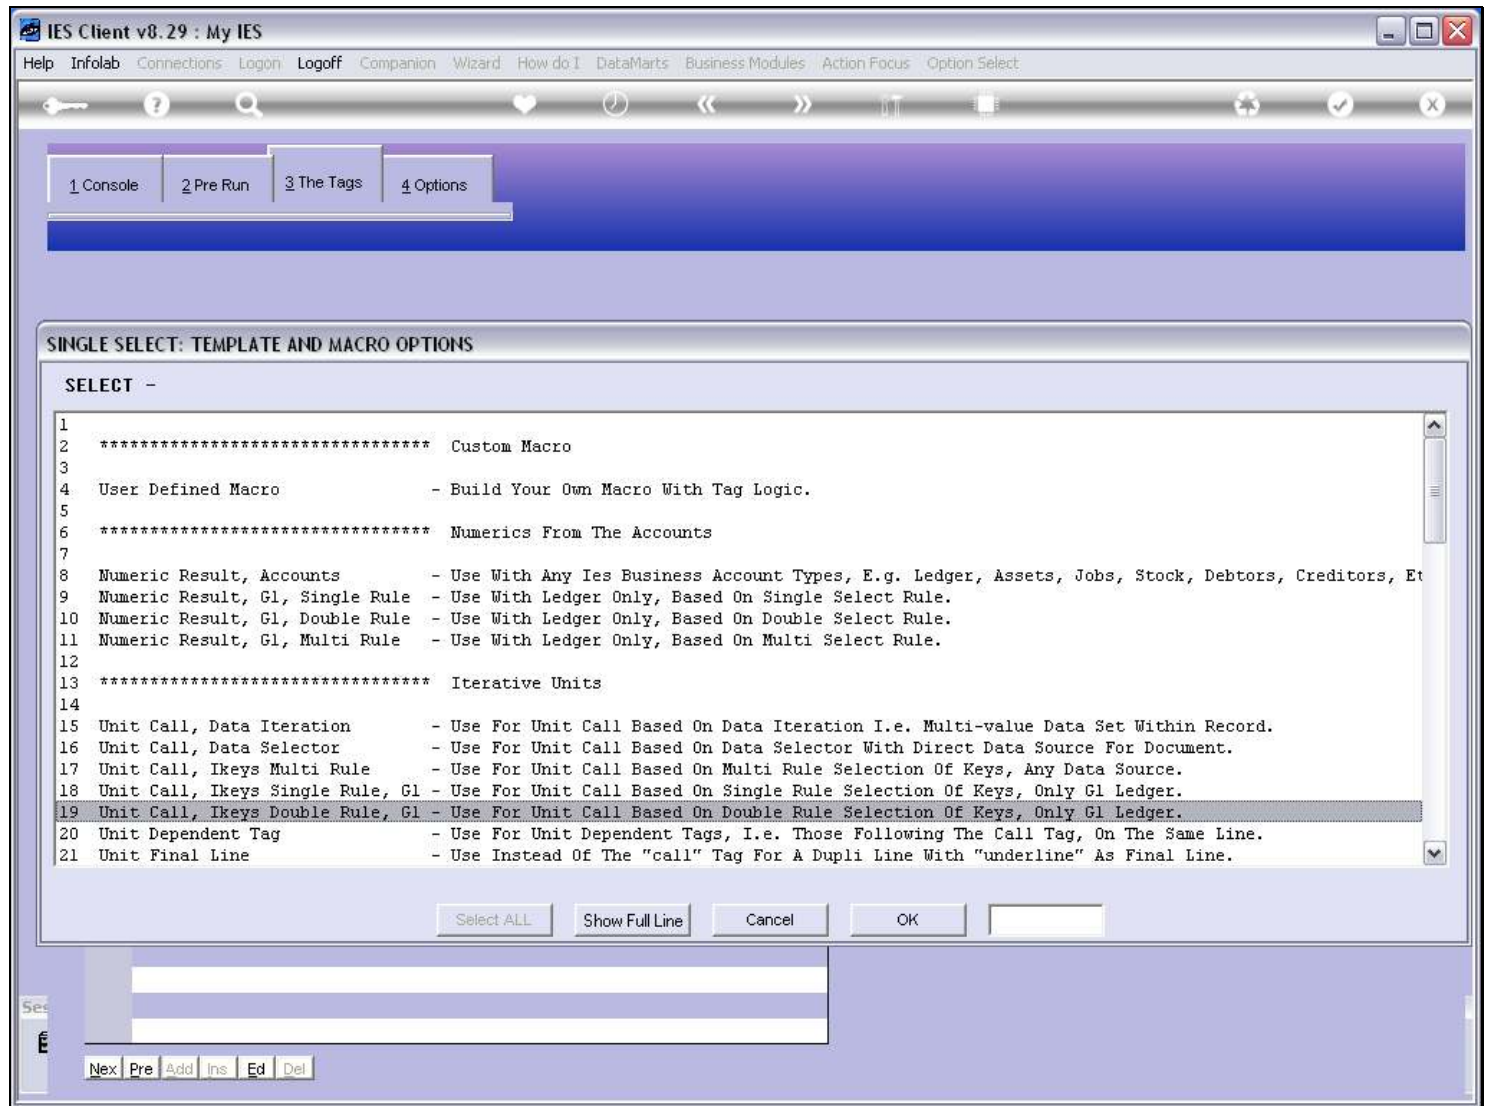 IES Client v8.29 : My IES
Help Infolab Connections Logon Logoff Companion Wizard How do I DataMarts Business Modules Action Focus Option Select
1 Console 2 Pre Run 3 The Tags 4 Options
SINGLE SELECT: TEMPLATE AND MACRO OPTIONS
SELECT -
1
2 ********************************* Custom Macro
3
4 User Defined Macro - Build Your Own Macro With Tag Logic.
5
6 ********************************* Numerics From The Accounts
7
8 Numeric Result, Accounts - Use With Any Ies Business Account Types, E.g. Ledger, Assets, Jobs, Stock, Debtors, Creditors, Et
9 Numeric Result, Gl, Single Rule - Use With Ledger Only, Based On Single Select Rule.
10 Numeric Result, Gl, Double Rule - Use With Ledger Only, Based On Double Select Rule.
11 Numeric Result, Gl, Multi Rule - Use With Ledger Only, Based On Multi Select Rule.
12
13 ********************************* Iterative Units
14
15 Unit Call, Data Iteration - Use For Unit Call Based On Data Iteration I.e. Multi-value Data Set Within Record.
16 Unit Call, Data Selector - Use For Unit Call Based On Data Selector With Direct Data Source For Document.
17 Unit Call, Ikeys Multi Rule - Use For Unit Call Based On Multi Rule Selection Of Keys, Any Data Source.
18 Unit Call, Ikeys Single Rule, Gl - Use For Unit Call Based On Single Rule Selection Of Keys, Only Gl Ledger.
19 Unit Call, Ikeys Double Rule, Gl - Use For Unit Call Based On Double Rule Selection Of Keys, Only Gl Ledger.
20 Unit Dependent Tag - Use For Unit Dependent Tags, I.e. Those Following The Call Tag, On The Same Line.
21 Unit Final Line - Use Instead Of The "call" Tag For A Dupli Line With "underline" As Final Line.
Select ALL Show Full Line Cancel OK
Ses
Nex Pre Add Ins Ed Del